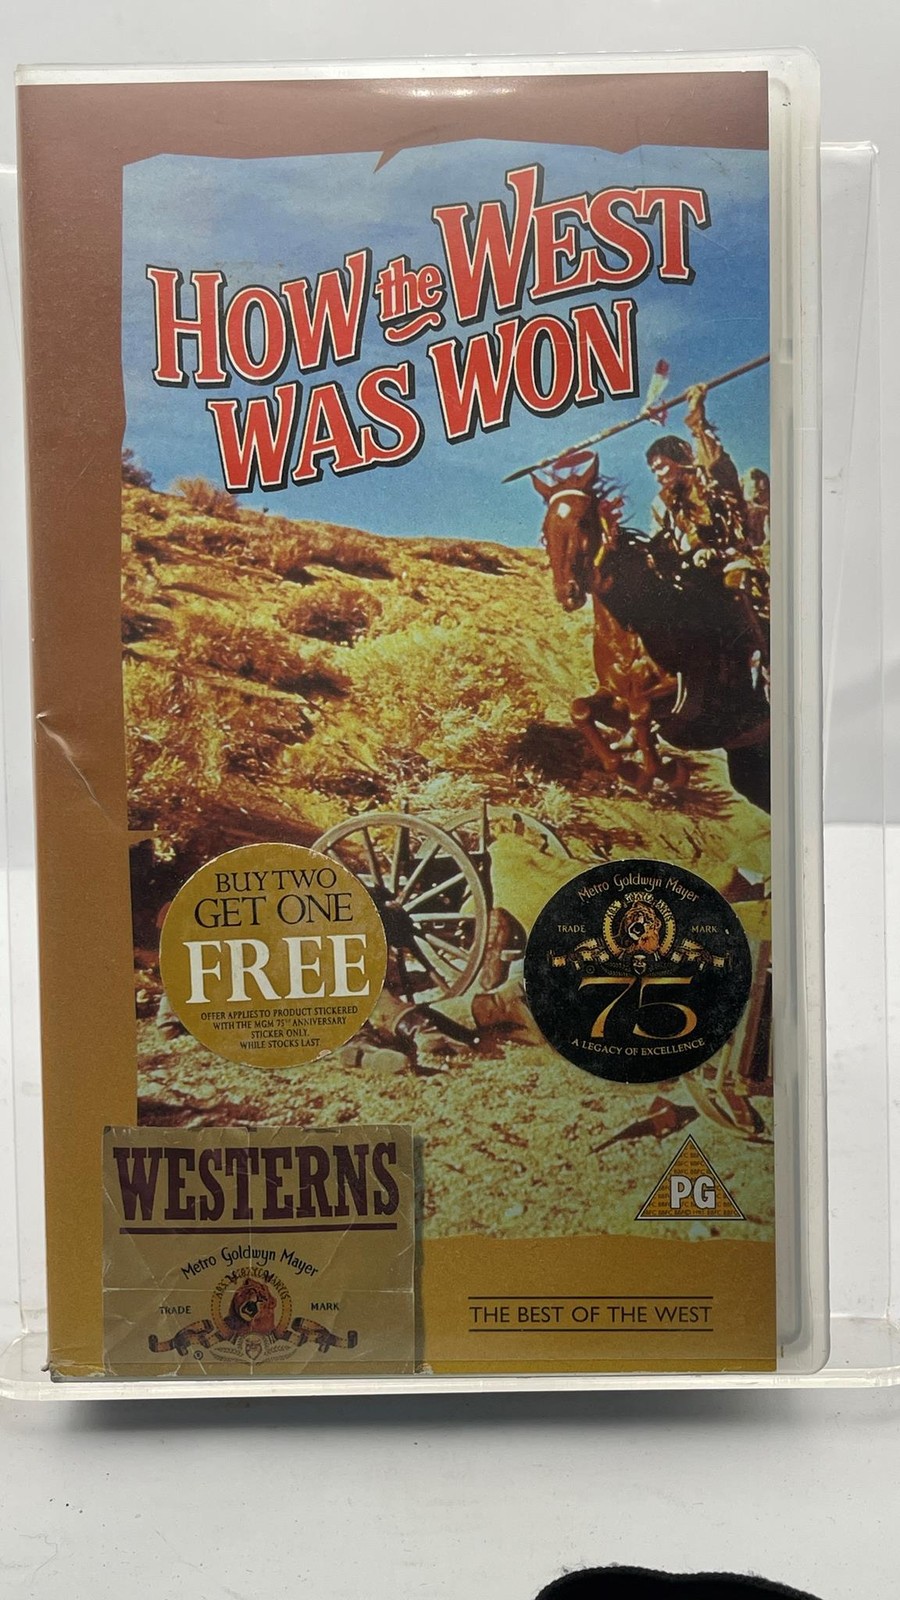 HOW the WEST
WAS WON
BUY TWO
GET ONE
FREE
OFFER APPLIES TO PRODUCT STICKERED
WITH THE MGM 75TH ANNIVERSARY
STICKER ONLY.
WHILE STOCKS LAST
Metro Goldwyn Mayer
TRADE MARK
75
A LEGACY OF EXCELLENCE
PG
WESTERNS
Metro Goldwyn Mayer
TRADE MARK
®
THE BEST OF THE WEST